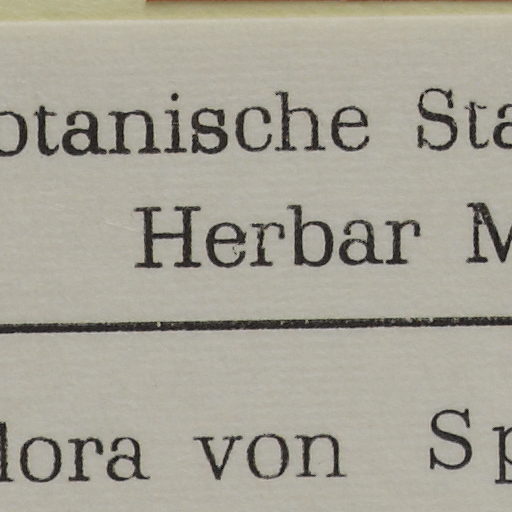 otanische Sta
Herbar M
lora von Sp